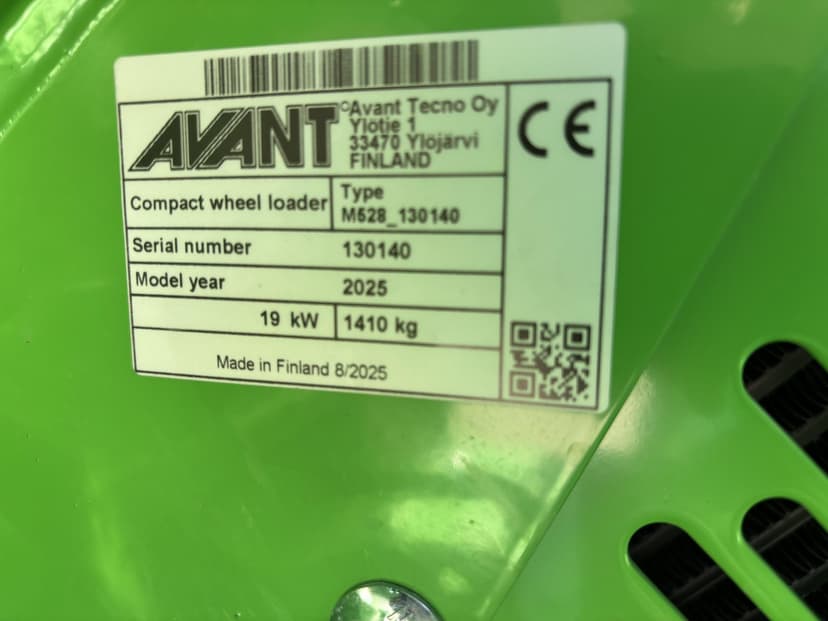 AVANT
©Avant Tecno Oy
Ylötie 1
33470 Ylöjärvi
FINLAND
CE
Compact wheel loader
Type
M528_130140
Serial number 130140
Model year 2025
19 kW 1410 kg
Made in Finland 8/2025